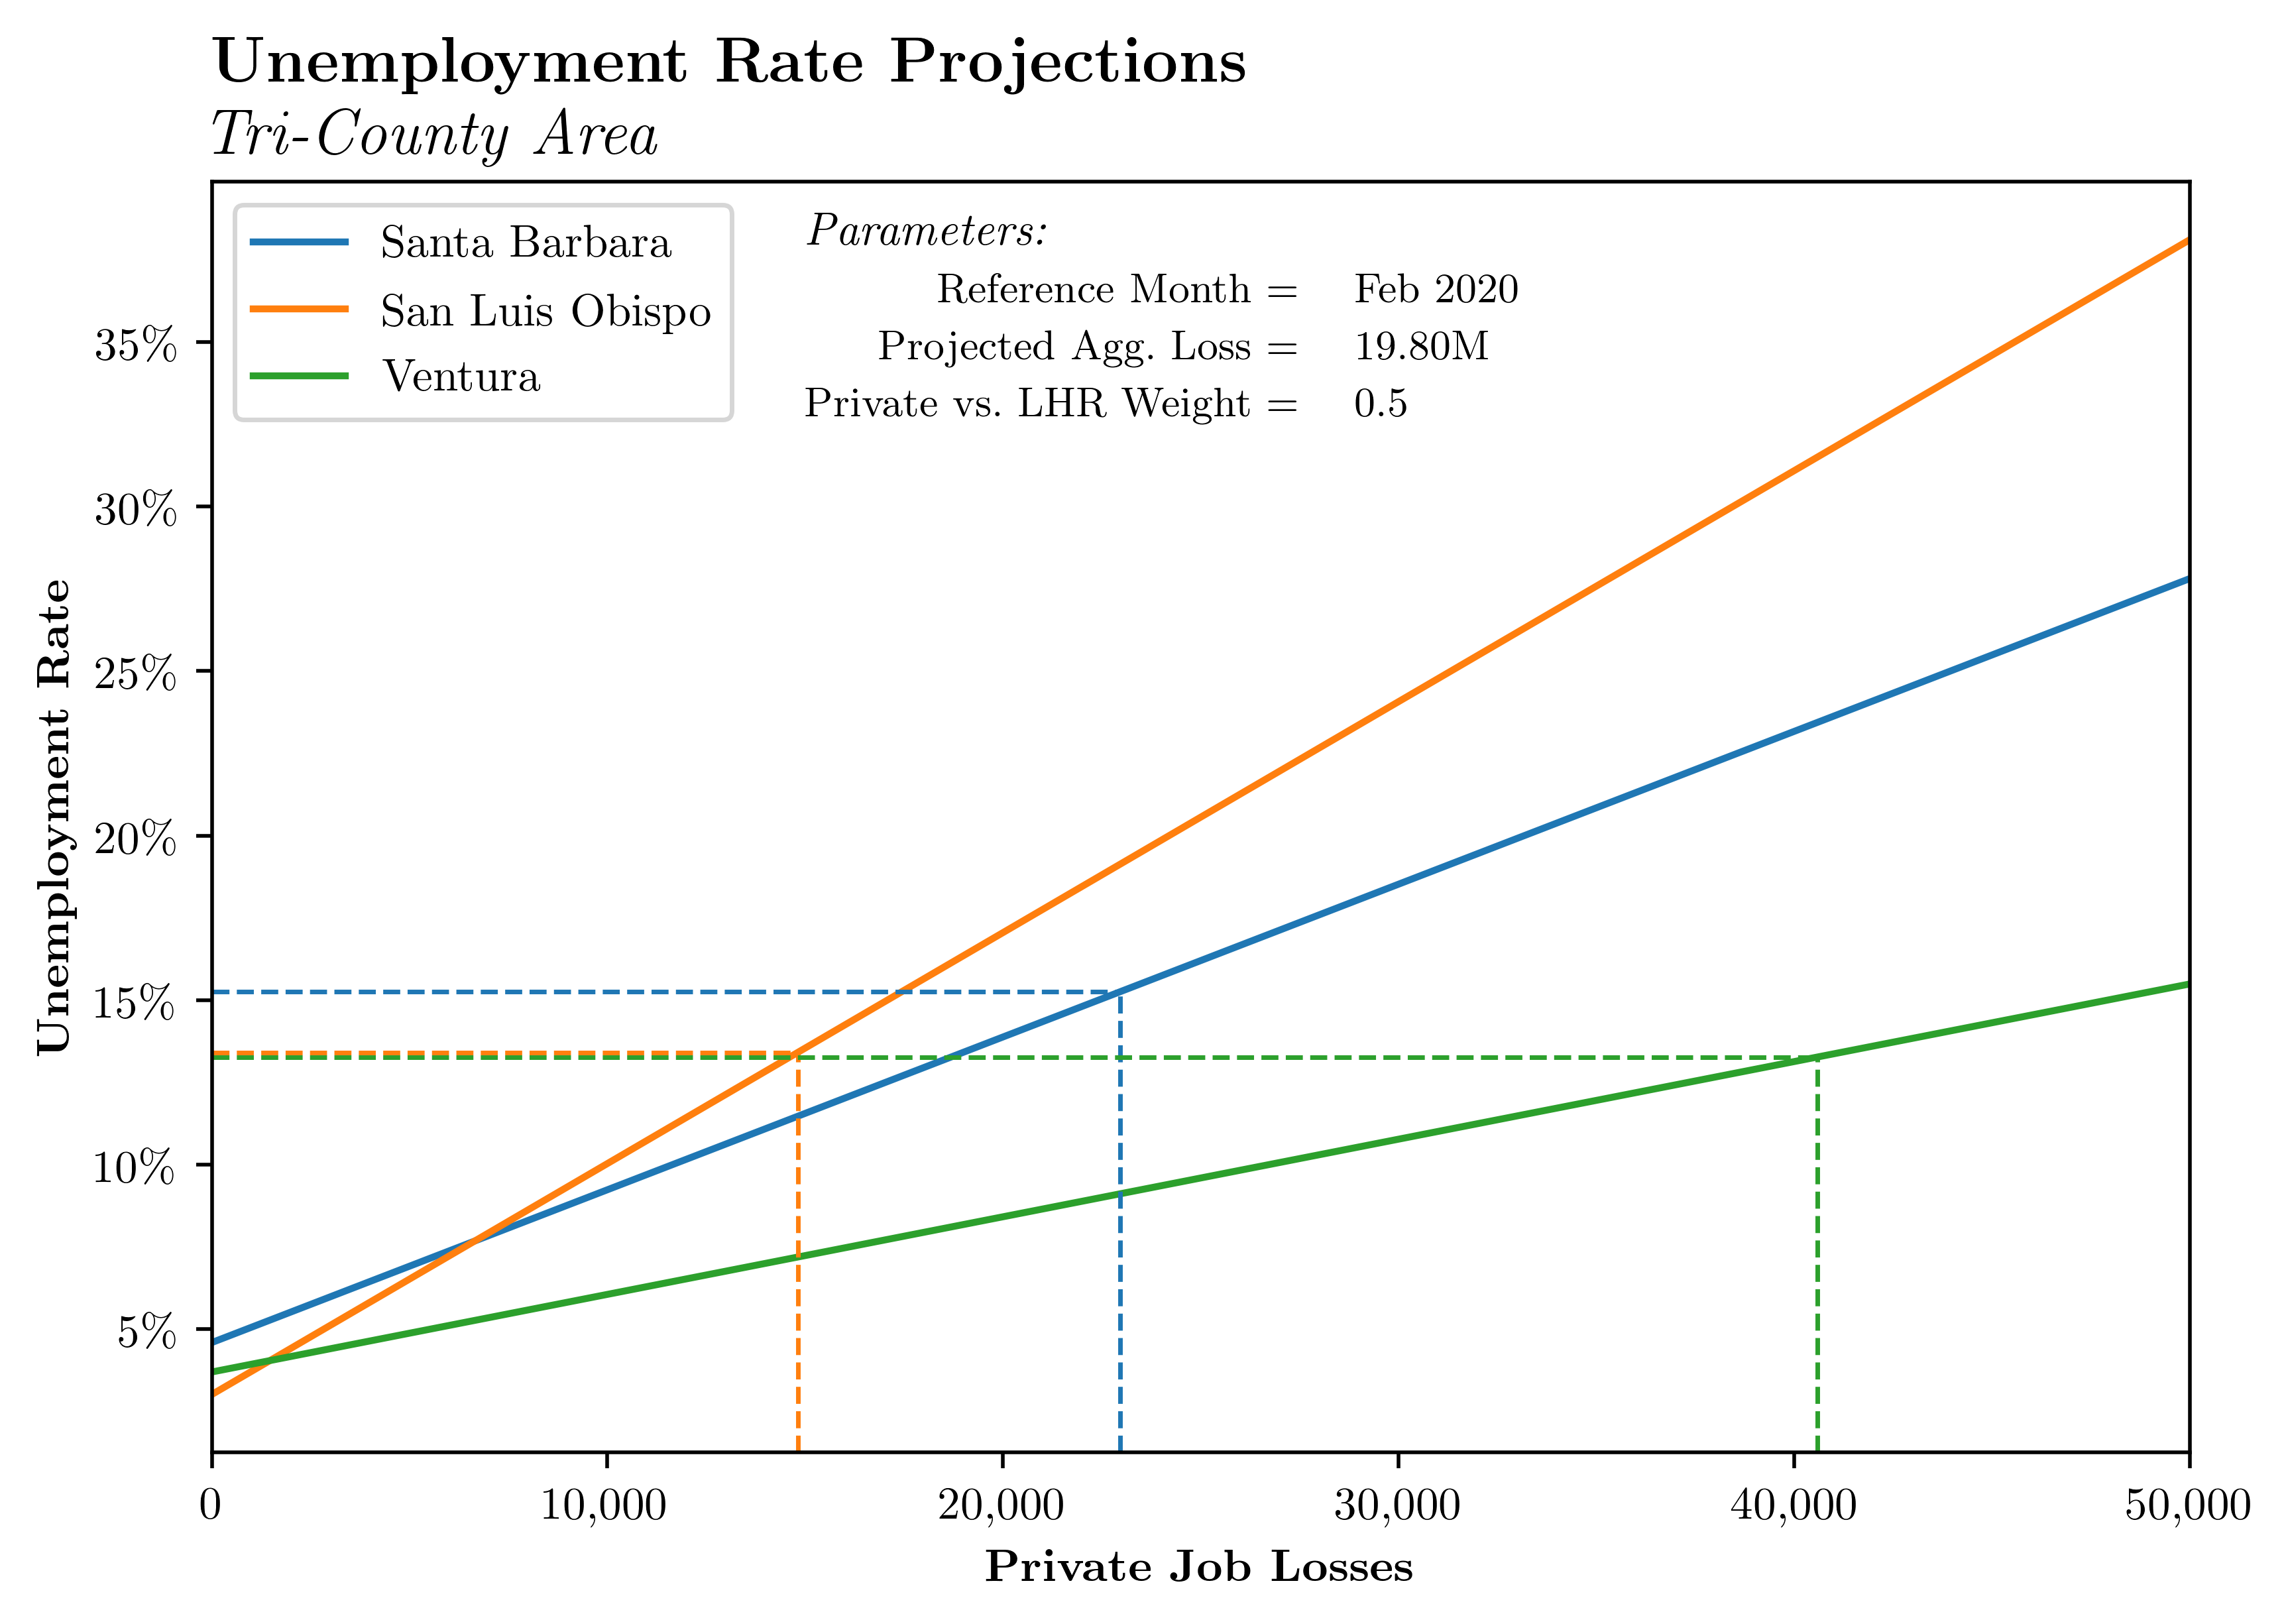 Unemployment Rate Projections
Tri-County Area
Santa Barbara
San Luis Obispo
Ventura
Parameters:
Reference Month = Feb 2020
Projected Agg. Loss = 19.80M
Private vs. LHR Weight = 0.5
35%
30%
25%
20%
15%
10%
5%
Unemployment Rate
0 10,000 20,000 30,000 40,000 50,000
Private Job Losses